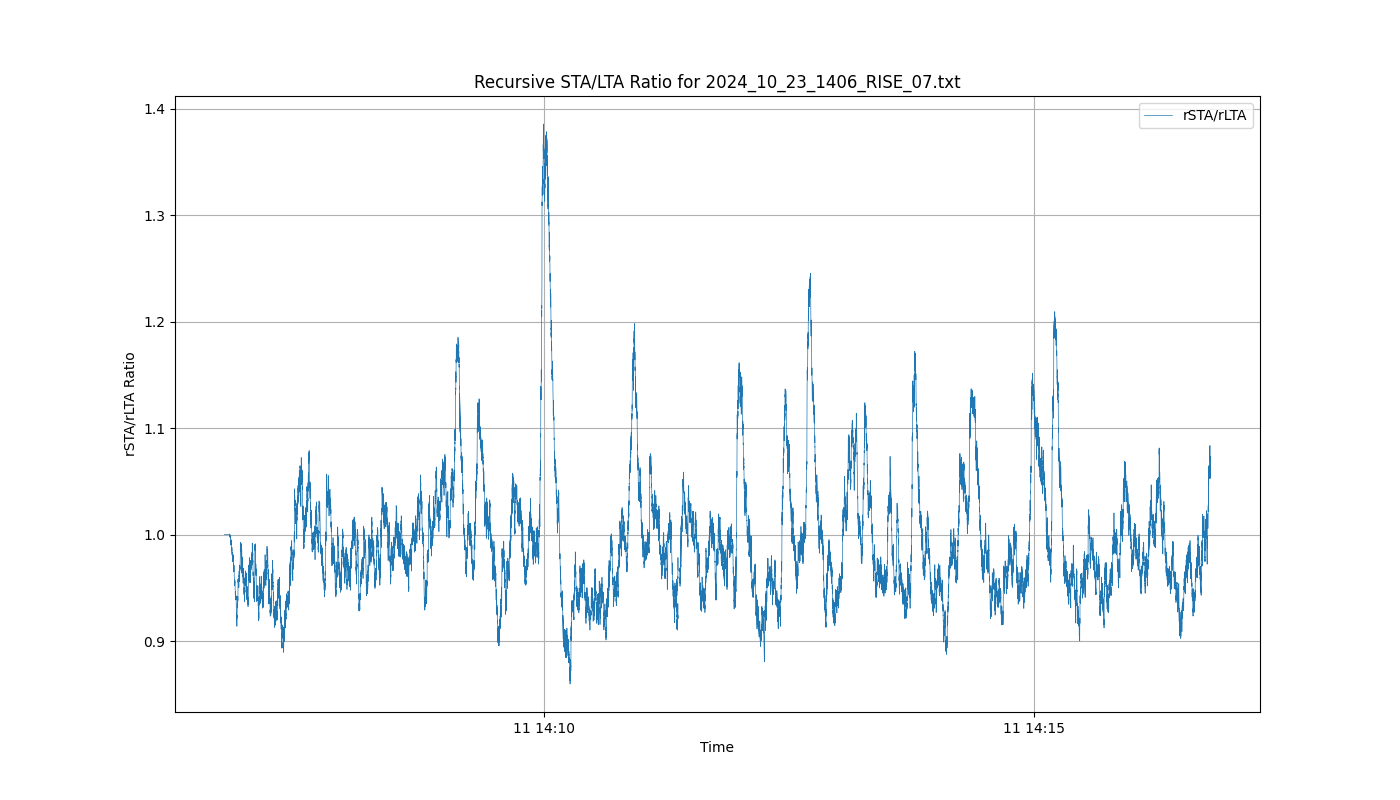 Recursive STA/LTA Ratio for 2024_10_23_1406_RISE_07.txt
rSTA/rLTA
1.4
1.3
1.2
1.1
1.0
0.9
rSTA/rLTA Ratio
11 14:10
11 14:15
Time